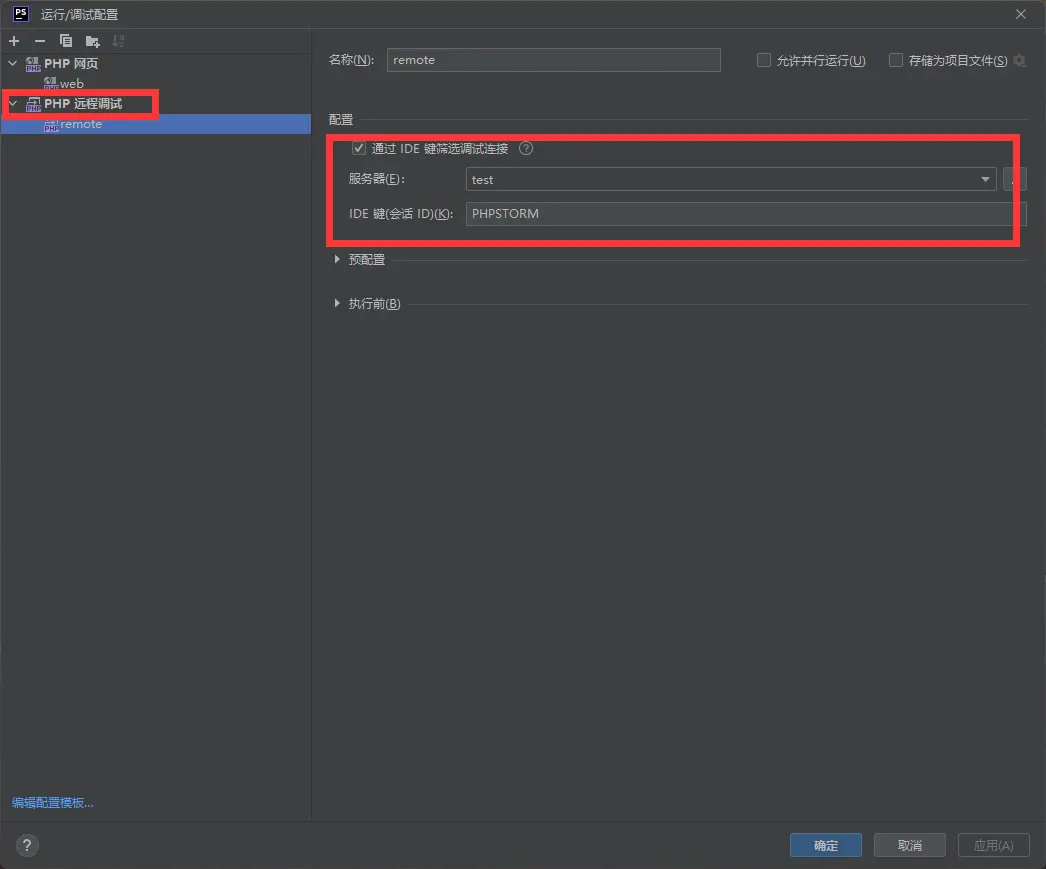 PS 运行/调试配置
PHP 网页
web
PHP 远程调试
remote
名称(N): remote 允许并行运行(U) 存储为项目文件(S)
配置
通过 IDE 键筛选调试连接 ?
服务器(E): test
IDE 键(会话 ID)(K): PHPSTORM
预配置
执行前(B)
编辑配置模板...
? 确定 取消 应用(A)